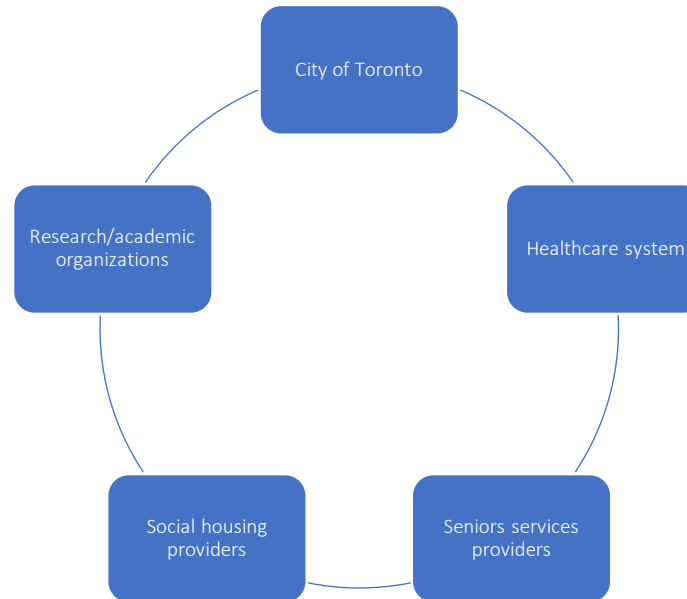 City of Toronto
Research/academic
organizations
Healthcare system
Social housing
providers
Seniors services
providers